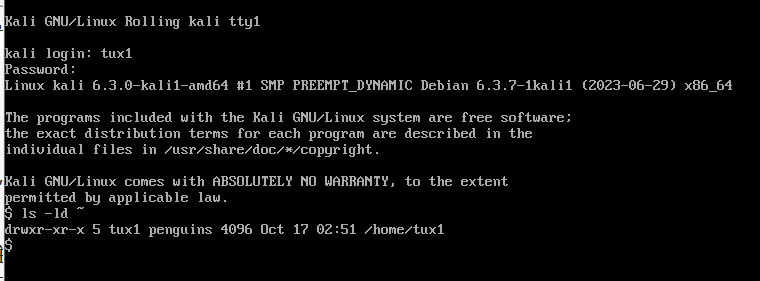 Kali GNU/Linux Rolling kali tty1
kali login: tux1
Password:
Linux kali 6.3.0-kali1-amd64 #1 SMP PREEMPT_DYNAMIC Debian 6.3.7-1kali1 (2023-06-29) x86_64
The programs included with the Kali GNU/Linux system are free software;
the exact distribution terms for each program are described in the
individual files in /usr/share/doc/*/copyright.
Kali GNU/Linux comes with ABSOLUTELY NO WARRANTY, to the extent
permitted by applicable law.
$ ls -ld ~
drwxr-xr-x 5 tux1 penguins 4096 Oct 17 02:51 /home/tux1
$